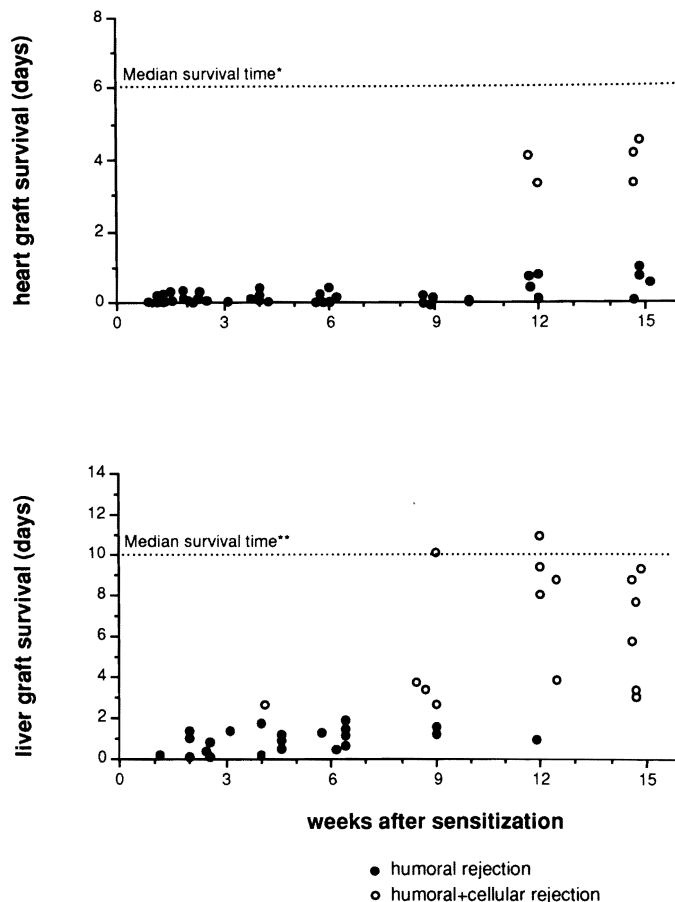 heart graft survival (days)
8
6
4
2
0
Median survival time*
0 3 6 9 12 15
liver graft survival (days)
14
12
10
8
6
4
2
0
Median survival time**
0 3 6 9 12 15
weeks after sensitization
● humoral rejection
○ humoral+cellular rejection